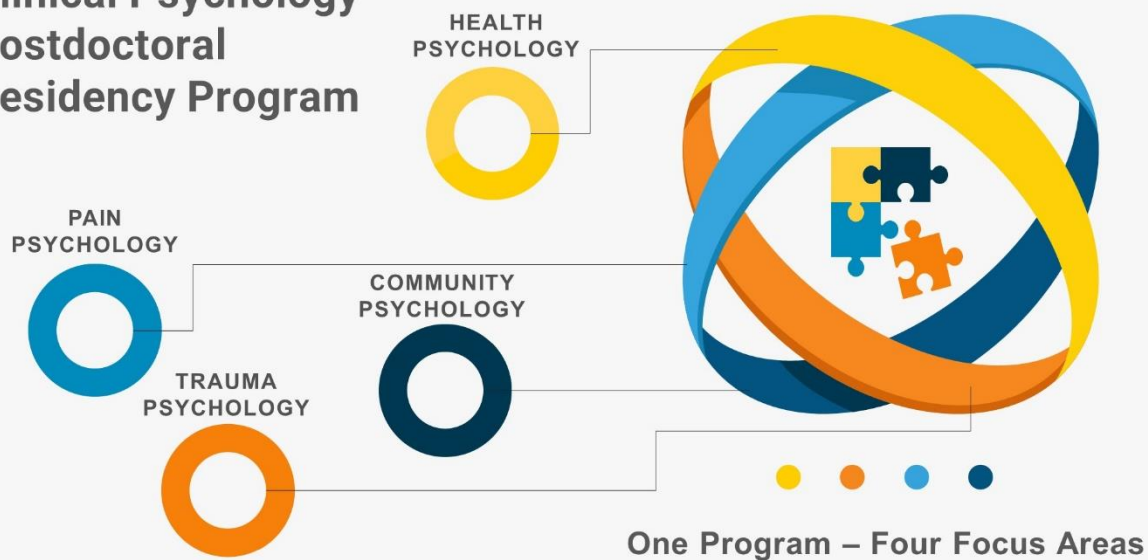 linical Psychology
ostdoctoral
esidency Program
HEALTH
PSYCHOLOGY
PAIN
PSYCHOLOGY
COMMUNITY
PSYCHOLOGY
TRAUMA
PSYCHOLOGY
One Program – Four Focus Areas